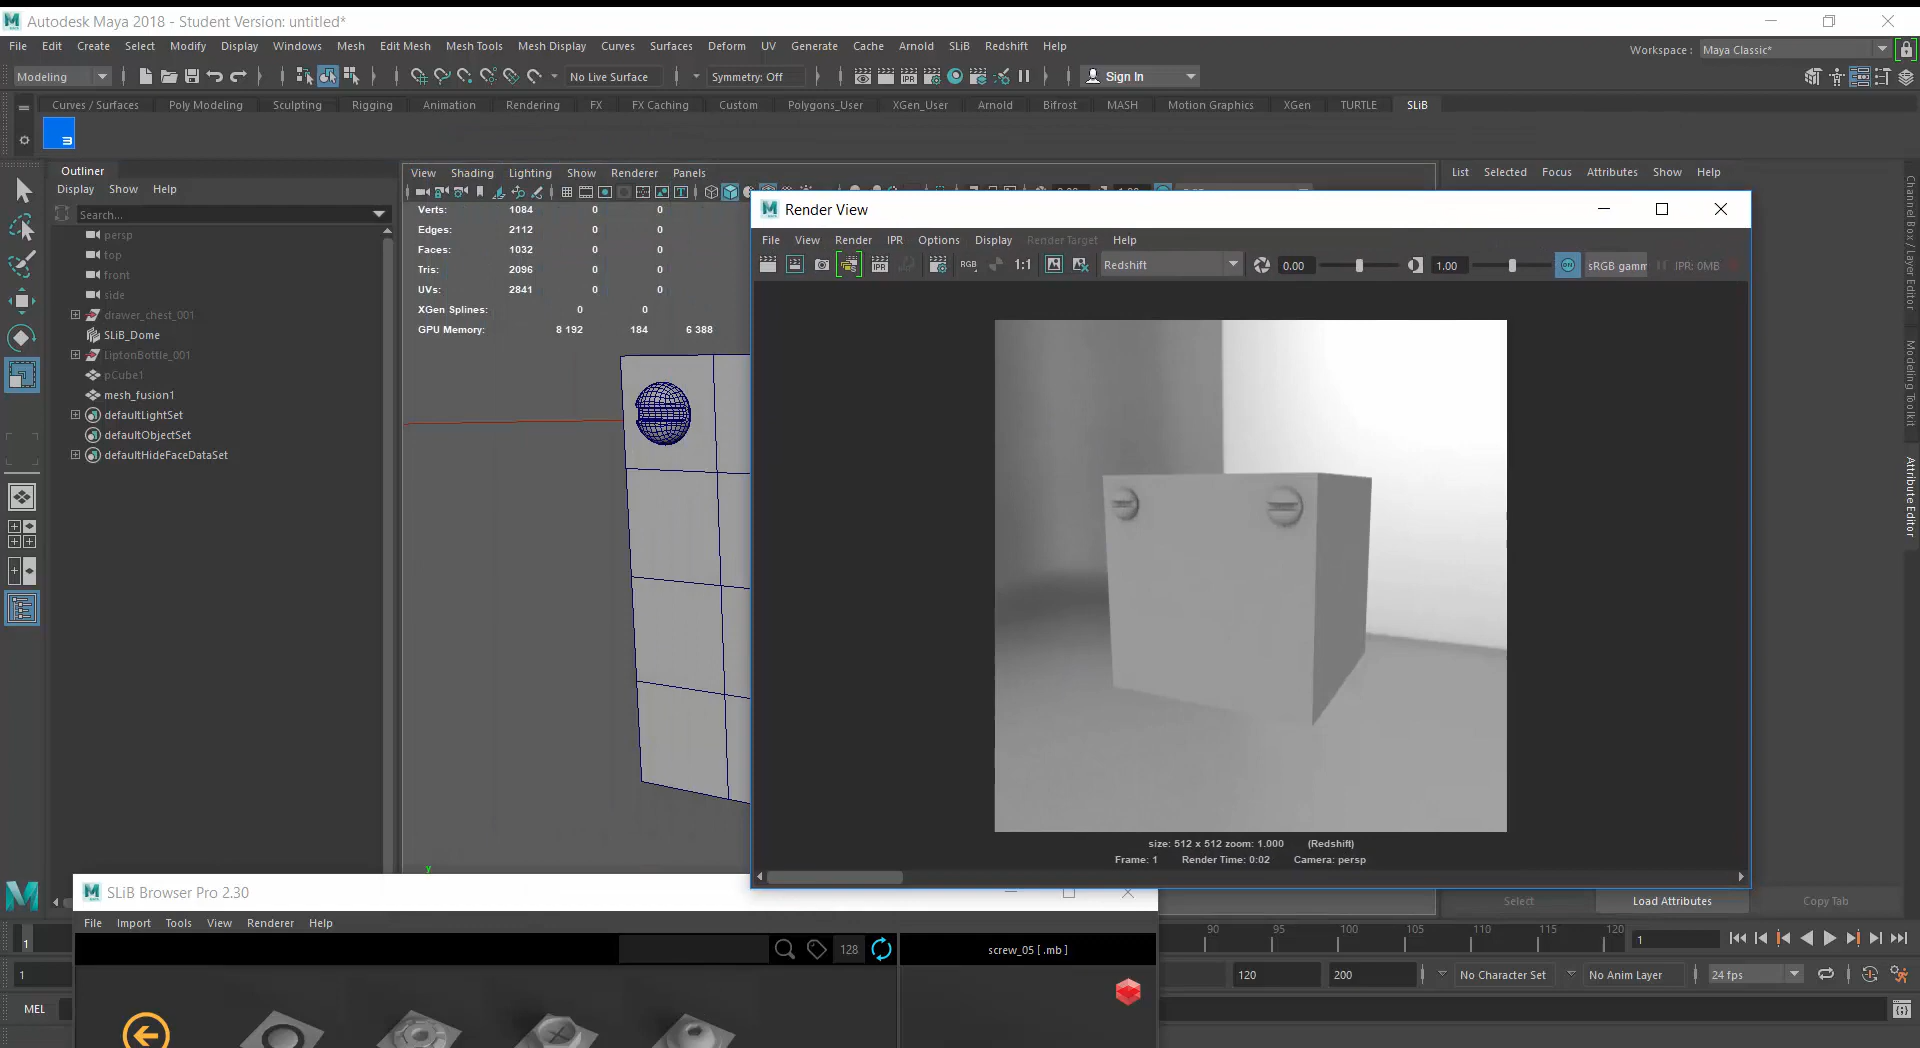 Autodesk Maya 2018 - Student Version: untitled*
File Edit Create Select Modify Display Windows Mesh Edit Mesh Mesh Tools Mesh Display Curves Surfaces Deform UV Generate Cache Arnold SLiB Redshift Help
Workspace : Maya Classic*
Modeling No Live Surface Symmetry: Off IPR Sign In
Curves / Surfaces Poly Modeling Sculpting Rigging Animation Rendering FX FX Caching Custom Polygons_User XGen_User Arnold Bifrost MASH Motion Graphics XGen TURTLE SLiB
3
Outliner
Display Show Help
Search...
persp
top
front
side
drawer_chest_001
SLiB_Dome
LiptonBottle_001
pCube1
mesh_fusion1
defaultLightSet
defaultObjectSet
defaultHideFaceDataSet
View Shading Lighting Show Renderer Panels
Verts: 1084 0 0
Edges: 2112 0 0
Faces: 1032 0 0
Tris: 2096 0 0
UVs: 2841 0 0
XGen Splines: 0 0
GPU Memory: 8 192 184 6 388
y
List Selected Focus Attributes Show Help
Render View
File View Render IPR Options Display Render Target Help
IPR RGB 1:1 Redshift 0.00 1.00 ON sRGB gamm IPR: 0MB
size: 512 x 512 zoom: 1.000 (Redshift)
Frame: 1 Render Time: 0:02 Camera: persp
Channel Box / Layer Editor
Modeling Toolkit
Attribute Editor
Select Load Attributes Copy Tab
SLiB Browser Pro 2.30
File Import Tools View Renderer Help
128
screw_05 [ .mb ]
1 90 95 100 105 110 115 120 1
1 120 200 No Character Set No Anim Layer 24 fps
MEL